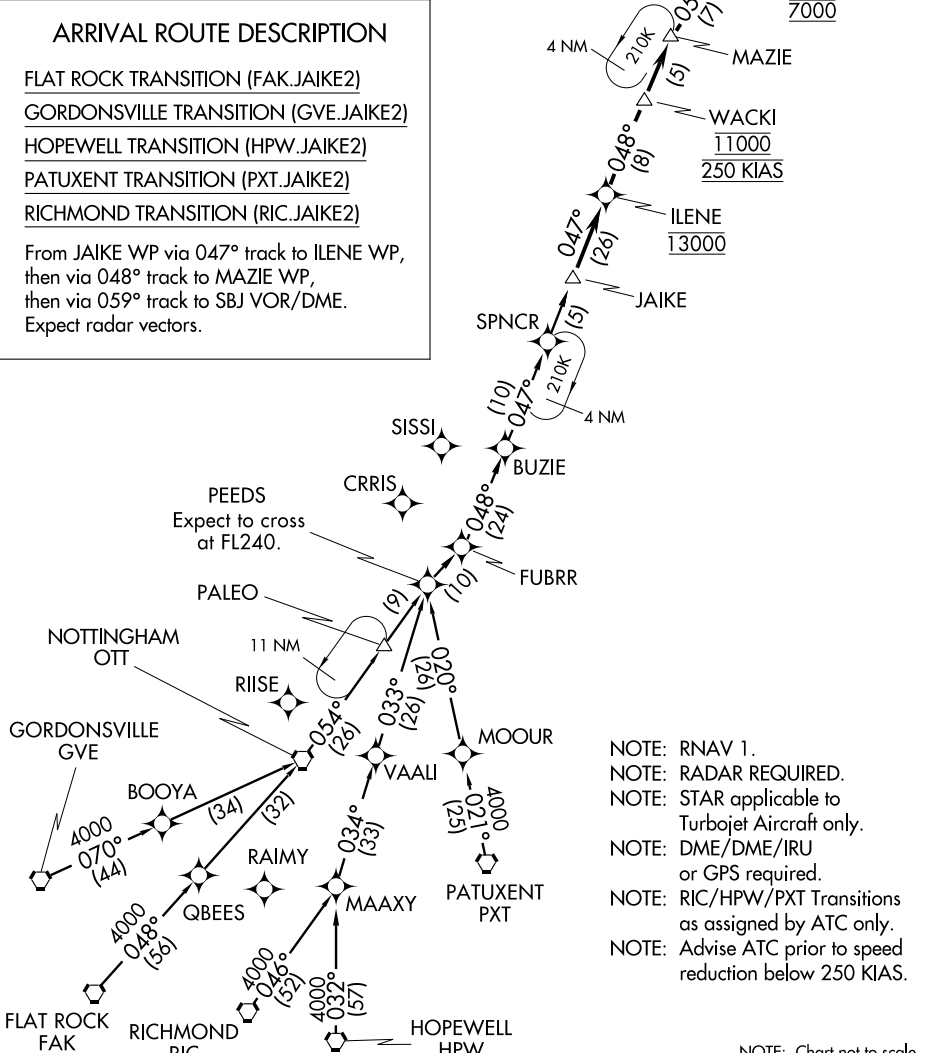 ARRIVAL ROUTE DESCRIPTION
FLAT ROCK TRANSITION (FAK.JAIKE2)
GORDONSVILLE TRANSITION (GVE.JAIKE2)
HOPEWELL TRANSITION (HPW.JAIKE2)
PATUXENT TRANSITION (PXT.JAIKE2)
RICHMOND TRANSITION (RIC.JAIKE2)
From JAIKE WP via 047° track to ILENE WP,
then via 048° track to MAZIE WP,
then via 059° track to SBJ VOR/DME.
Expect radar vectors.
7000
(7)
4 NM
210K
MAZIE
(5)
WACKI
11000
250 KIAS
048°
(8)
ILENE
13000
047°
(26)
JAIKE
SPNCR
(5)
210K
4 NM
(10)
047°
SISSI
BUZIE
CRRIS
048°
(24)
PEEDS
Expect to cross
at FL240.
FUBRR
(10)
PALEO
(9)
11 NM
NOTTINGHAM
OTT
RIISE
054°
(26)
033°
(26)
020°
(26)
GORDONSVILLE
GVE
BOOYA
VAALI
MOOUR
(34)
(32)
4000
070°
(44)
034°
(33)
4000
021°
(25)
RAIMY
QBEES
MAAXY
PATUXENT
PXT
4000
048°
(56)
4000
046°
(52)
4000
032°
(57)
FLAT ROCK
FAK
RICHMOND
RIC
HOPEWELL
HPW
NOTE: RNAV 1.
NOTE: RADAR REQUIRED.
NOTE: STAR applicable to
Turbojet Aircraft only.
NOTE: DME/DME/IRU
or GPS required.
NOTE: RIC/HPW/PXT Transitions
as assigned by ATC only.
NOTE: Advise ATC prior to speed
reduction below 250 KIAS.
NOTE: Chart not to scale